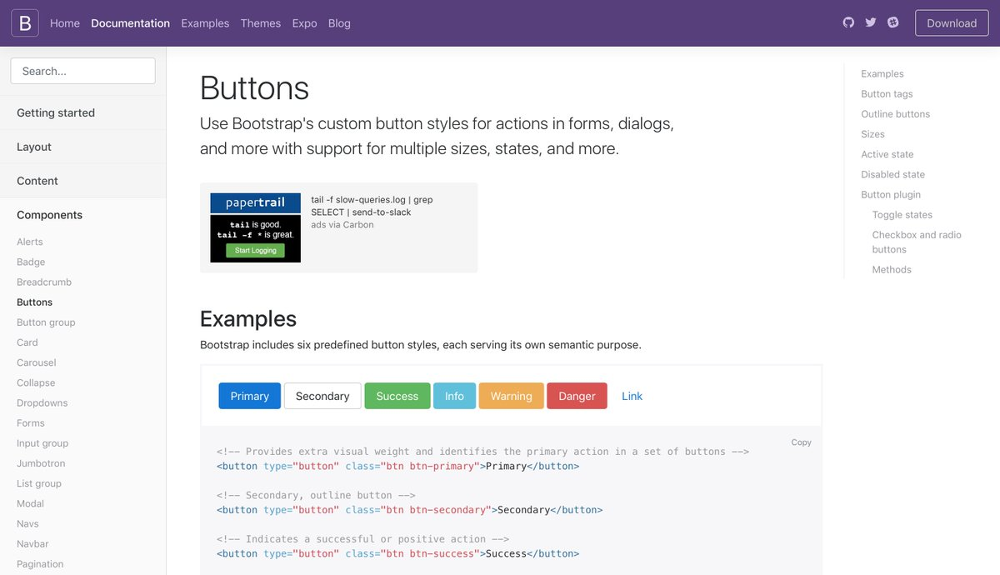 B Home Documentation Examples Themes Expo Blog Download
Search...
Getting started
Layout
Content
Components
Alerts
Badge
Breadcrumb
Buttons
Button group
Card
Carousel
Collapse
Dropdowns
Forms
Input group
Jumbotron
List group
Modal
Navs
Navbar
Pagination
Buttons
Use Bootstrap's custom button styles for actions in forms, dialogs,
and more with support for multiple sizes, states, and more.
papertrail
tail is good.
tail -f * is great.
Start Logging
tail -f slow-queries.log | grep
SELECT | send-to-slack
ads via Carbon
Examples
Bootstrap includes six predefined button styles, each serving its own semantic purpose.
Primary Secondary Success Info Warning Danger Link
Copy
<!-- Provides extra visual weight and identifies the primary action in a set of buttons -->
<button type="button" class="btn btn-primary">Primary</button>
<!-- Secondary, outline button -->
<button type="button" class="btn btn-secondary">Secondary</button>
<!-- Indicates a successful or positive action -->
<button type="button" class="btn btn-success">Success</button>
Examples
Button tags
Outline buttons
Sizes
Active state
Disabled state
Button plugin
Toggle states
Checkbox and radio
buttons
Methods